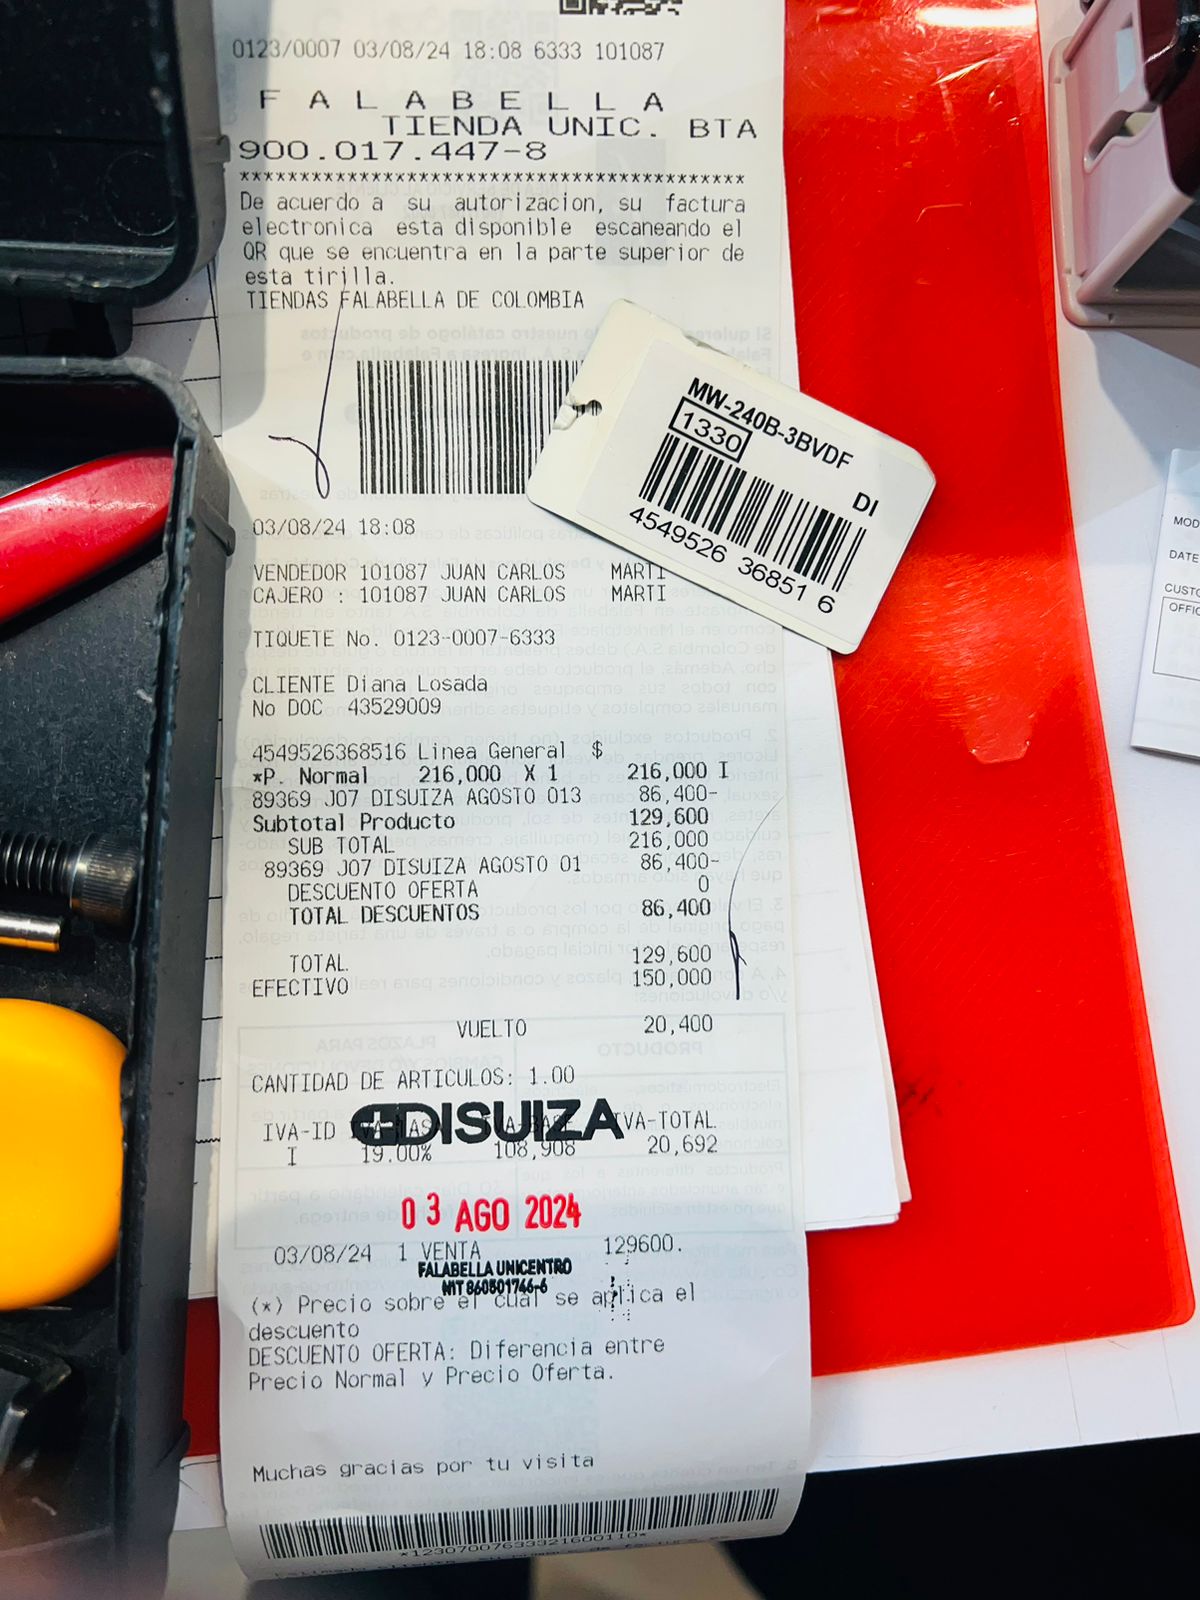 0123/0007 03/08/24 18:08 6333 101087
F A L A B E L L A
TIENDA UNIC. BTA
900.017.447-8
*******************************************
De acuerdo a su autorizacion, su factura
electronica esta disponible escaneando el
QR que se encuentra en la parte superior de
esta tirilla.
TIENDAS FALABELLA DE COLOMBIA
MW-240B-3BVDF
1330
DI
4549526 36851 6
03/08/24 18:08
VENDEDOR 101087 JUAN CARLOS MARTI
CAJERO : 101087 JUAN CARLOS MARTI
TIQUETE No. 0123-0007-6333
CLIENTE Diana Losada
No DOC 43529009
4549526368516 Linea General $
*P. Normal 216,000 X 1 216,000 I
89369 J07 DISUIZA AGOSTO 013 86,400-
Subtotal Producto 129,600
SUB TOTAL 216,000
89369 J07 DISUIZA AGOSTO 01 86,400-
DESCUENTO OFERTA 0
TOTAL DESCUENTOS 86,400
TOTAL 129,600
EFECTIVO 150,000
VUELTO 20,400
CANTIDAD DE ARTICULOS: 1.00
DISUIZA
IVA-ID IVA-TASA IVA-BASE IVA-TOTAL
I 19.00% 108,908 20,692
03 AGO 2024
03/08/24 1 VENTA 129600.
FALABELLA UNICENTRO
NIT 860501746-6
(*) Precio sobre el cual se aplica el
descuento
DESCUENTO OFERTA: Diferencia entre
Precio Normal y Precio Oferta.
Muchas gracias por tu visita
*12307007633321600110*
MOD
DATE
CUSTO
OFFIC